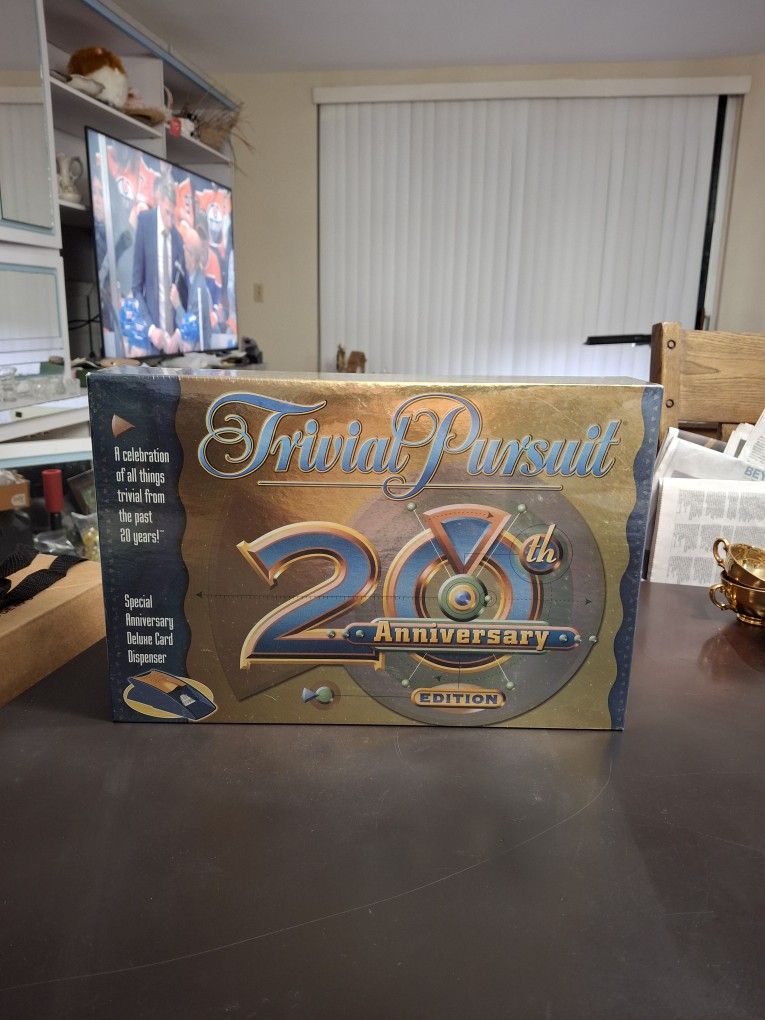 Trivial Pursuit
A celebration
of all things
trivial from
the past
20 years!™
20th
Anniversary
EDITION
Special
Anniversary
Deluxe Card
Dispenser